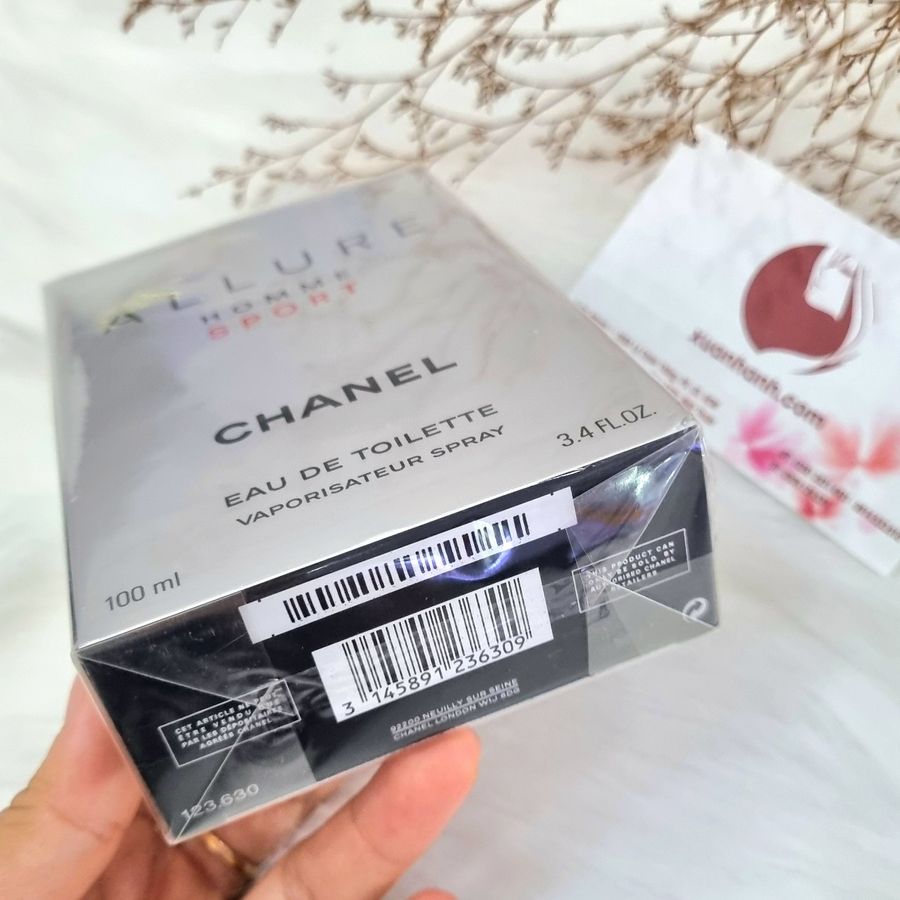 ALLURE
HOMME
SPORT
CHANEL
EAU DE TOILETTE
VAPORISATEUR SPRAY
100 ml
3.4 FL.OZ.
3 145891 236309
THIS PRODUCT CAN
ONLY BE SOLD BY
AUTHORISED CHANEL
RETAILERS
CET ARTICLE NE PEUT
ÊTRE VENDU QUE
PAR LES DÉPOSITAIRES
AGRÉÉS CHANEL
92200 NEUILLY SUR SEINE
CHANEL LONDON W1J 6DG
123.630
xuanhanh.com